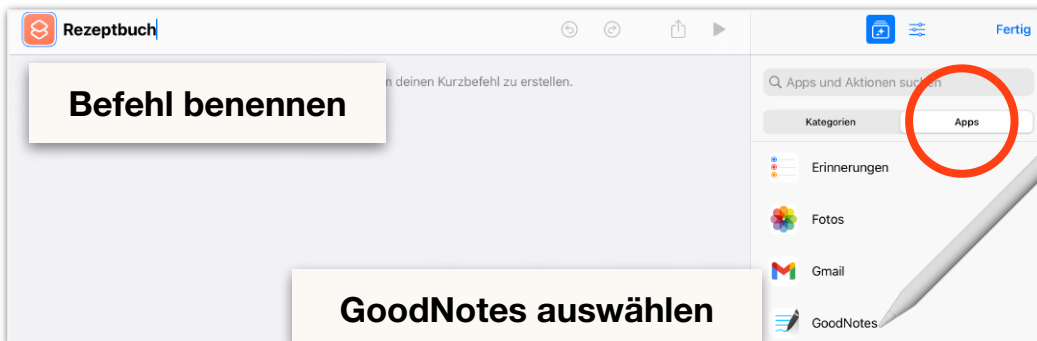 Rezeptbuch
Fertig
Befehl benennen
deinen Kurzbefehl zu erstellen.
Apps und Aktionen suchen
Kategorien
Apps
Erinnerungen
Fotos
Gmail
GoodNotes auswählen
GoodNotes